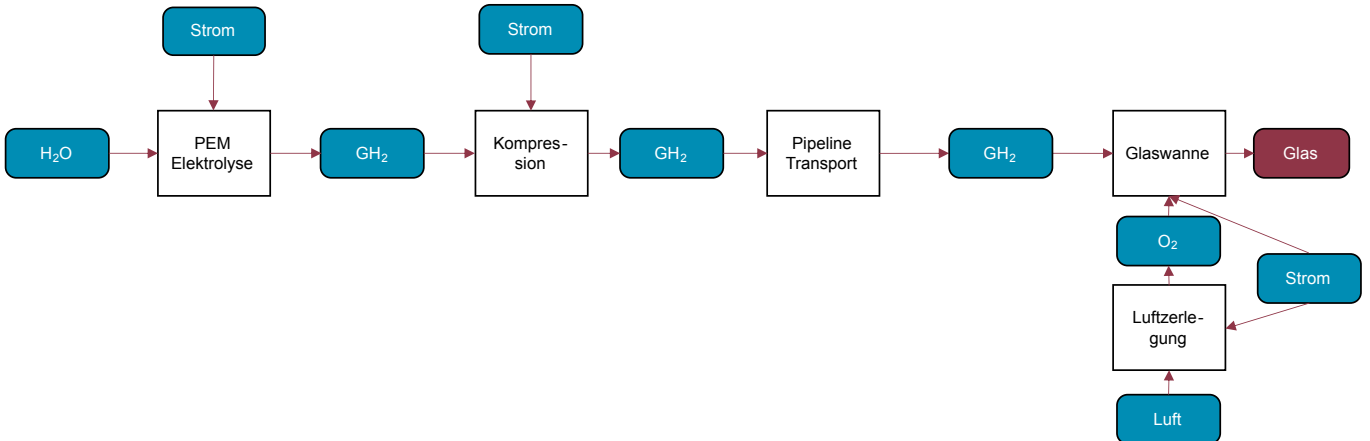 Strom
Strom
H₂O
PEM
Elektrolyse
GH₂
Kompres-
sion
GH₂
Pipeline
Transport
GH₂
Glaswanne
Glas
O₂
Strom
Luftzerle-
gung
Luft